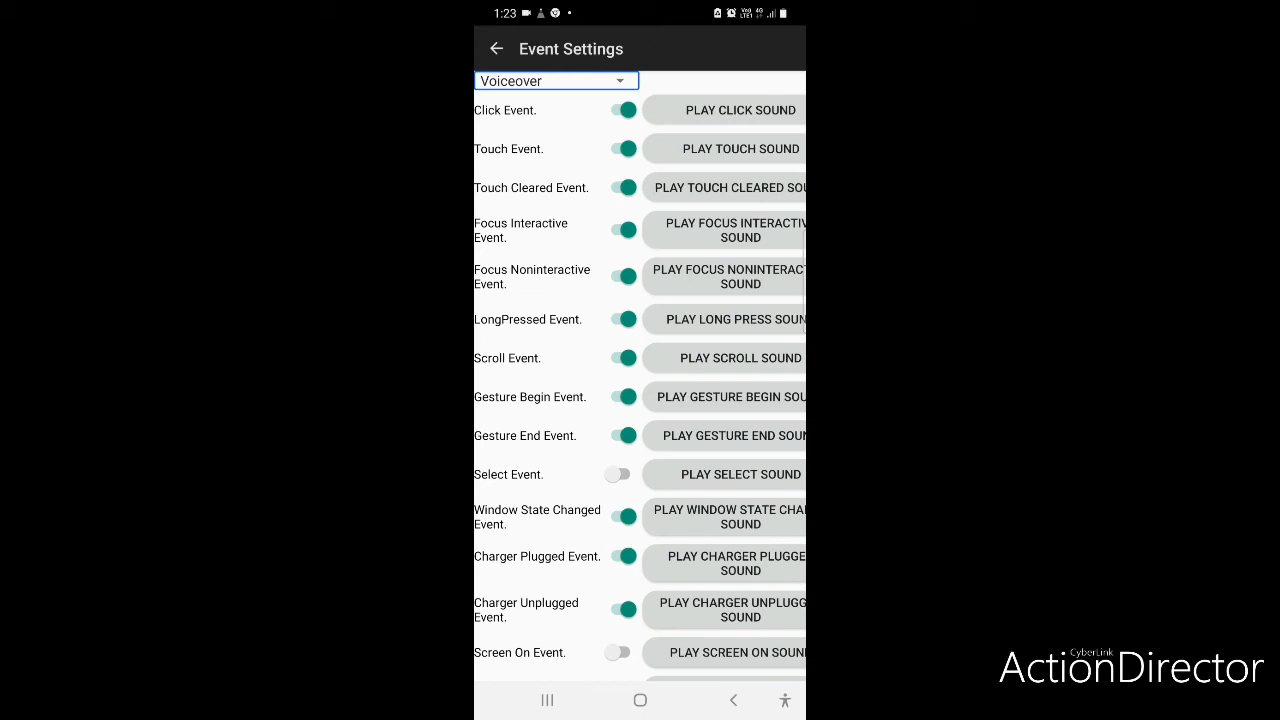 1:23
Vo)) LTE1 4G
Event Settings
Voiceover
Click Event.
PLAY CLICK SOUND
Touch Event.
PLAY TOUCH SOUND
Touch Cleared Event.
PLAY TOUCH CLEARED SOU
Focus Interactive
Event.
PLAY FOCUS INTERACTIV
SOUND
Focus Noninteractive
Event.
PLAY FOCUS NONINTERAC
SOUND
LongPressed Event.
PLAY LONG PRESS SOUN
Scroll Event.
PLAY SCROLL SOUND
Gesture Begin Event.
PLAY GESTURE BEGIN SOU
Gesture End Event.
PLAY GESTURE END SOUN
Select Event.
PLAY SELECT SOUND
Window State Changed
Event.
PLAY WINDOW STATE CHA
SOUND
Charger Plugged Event.
PLAY CHARGER PLUGGE
SOUND
Charger Unplugged
Event.
PLAY CHARGER UNPLUGG
SOUND
Screen On Event.
PLAY SCREEN ON SOUN
CyberLink
ActionDirector